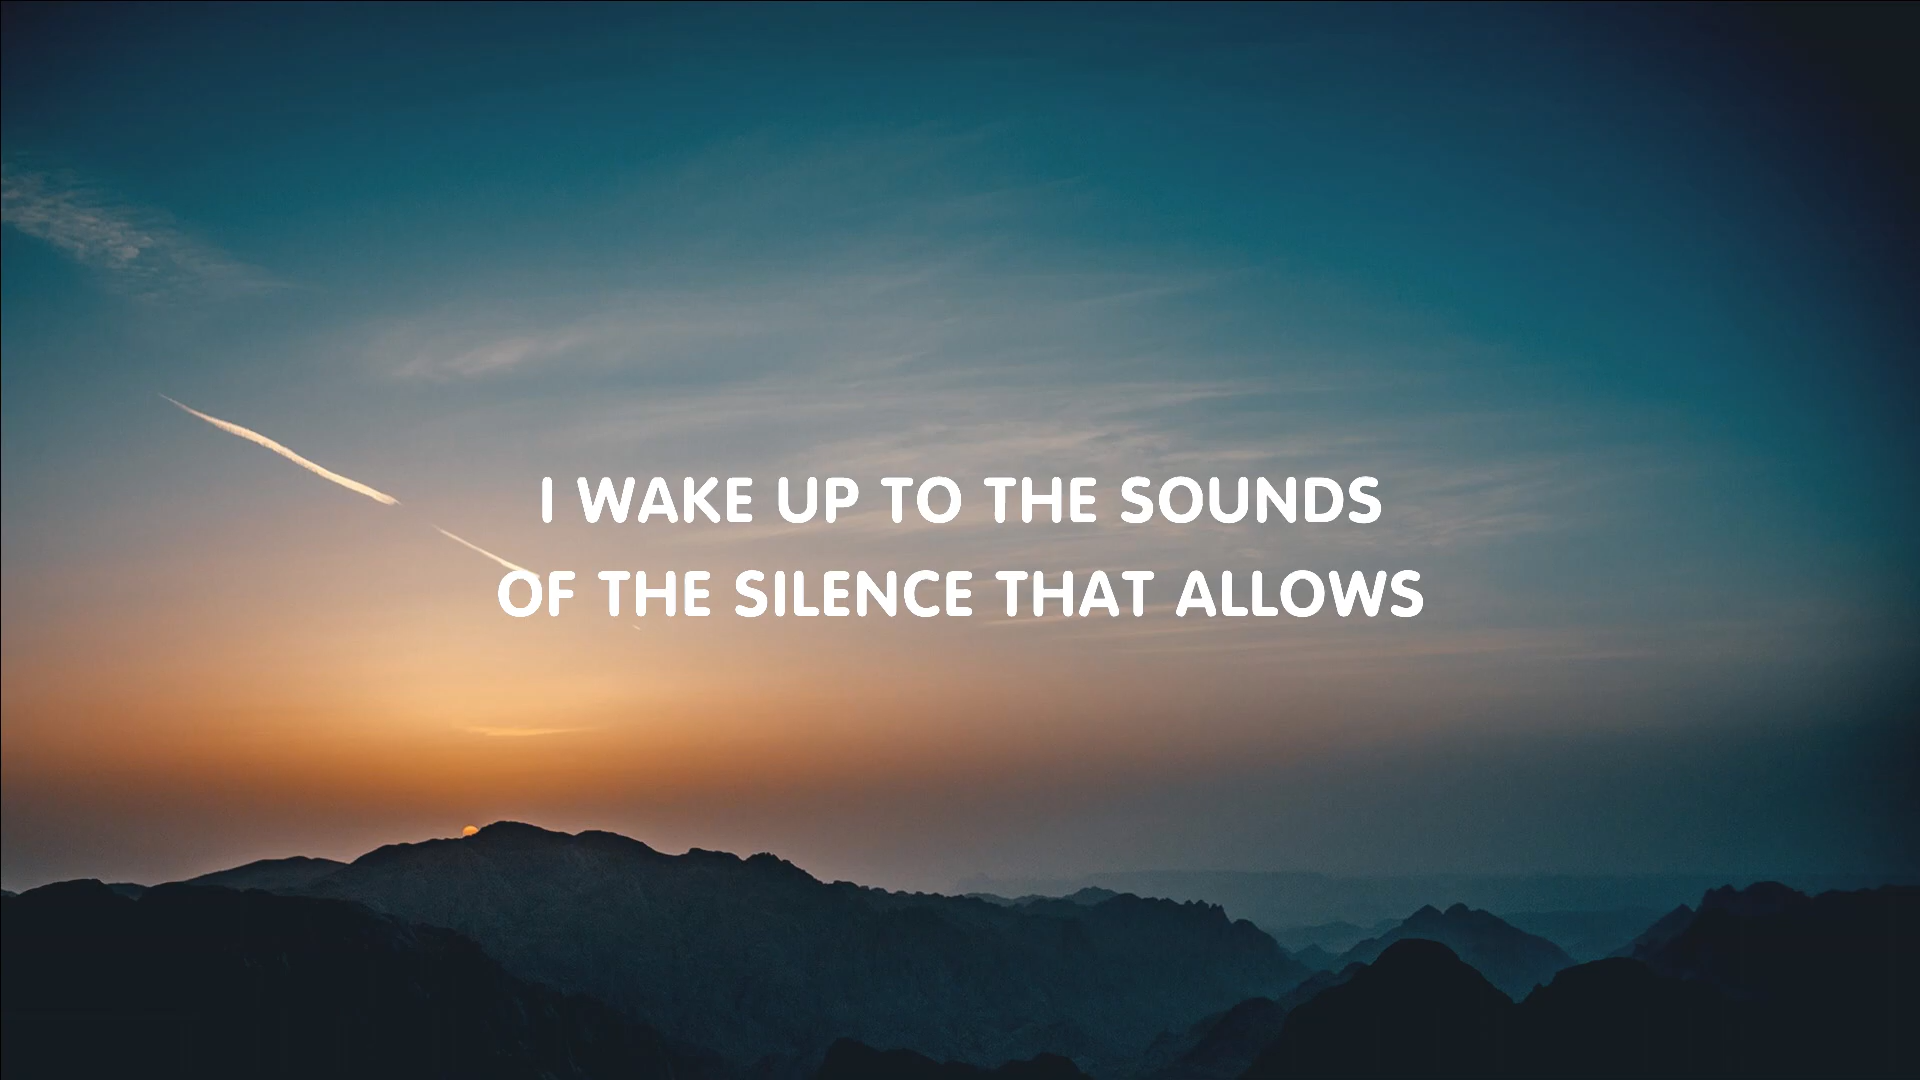 I WAKE UP TO THE SOUNDS
OF THE SILENCE THAT ALLOWS